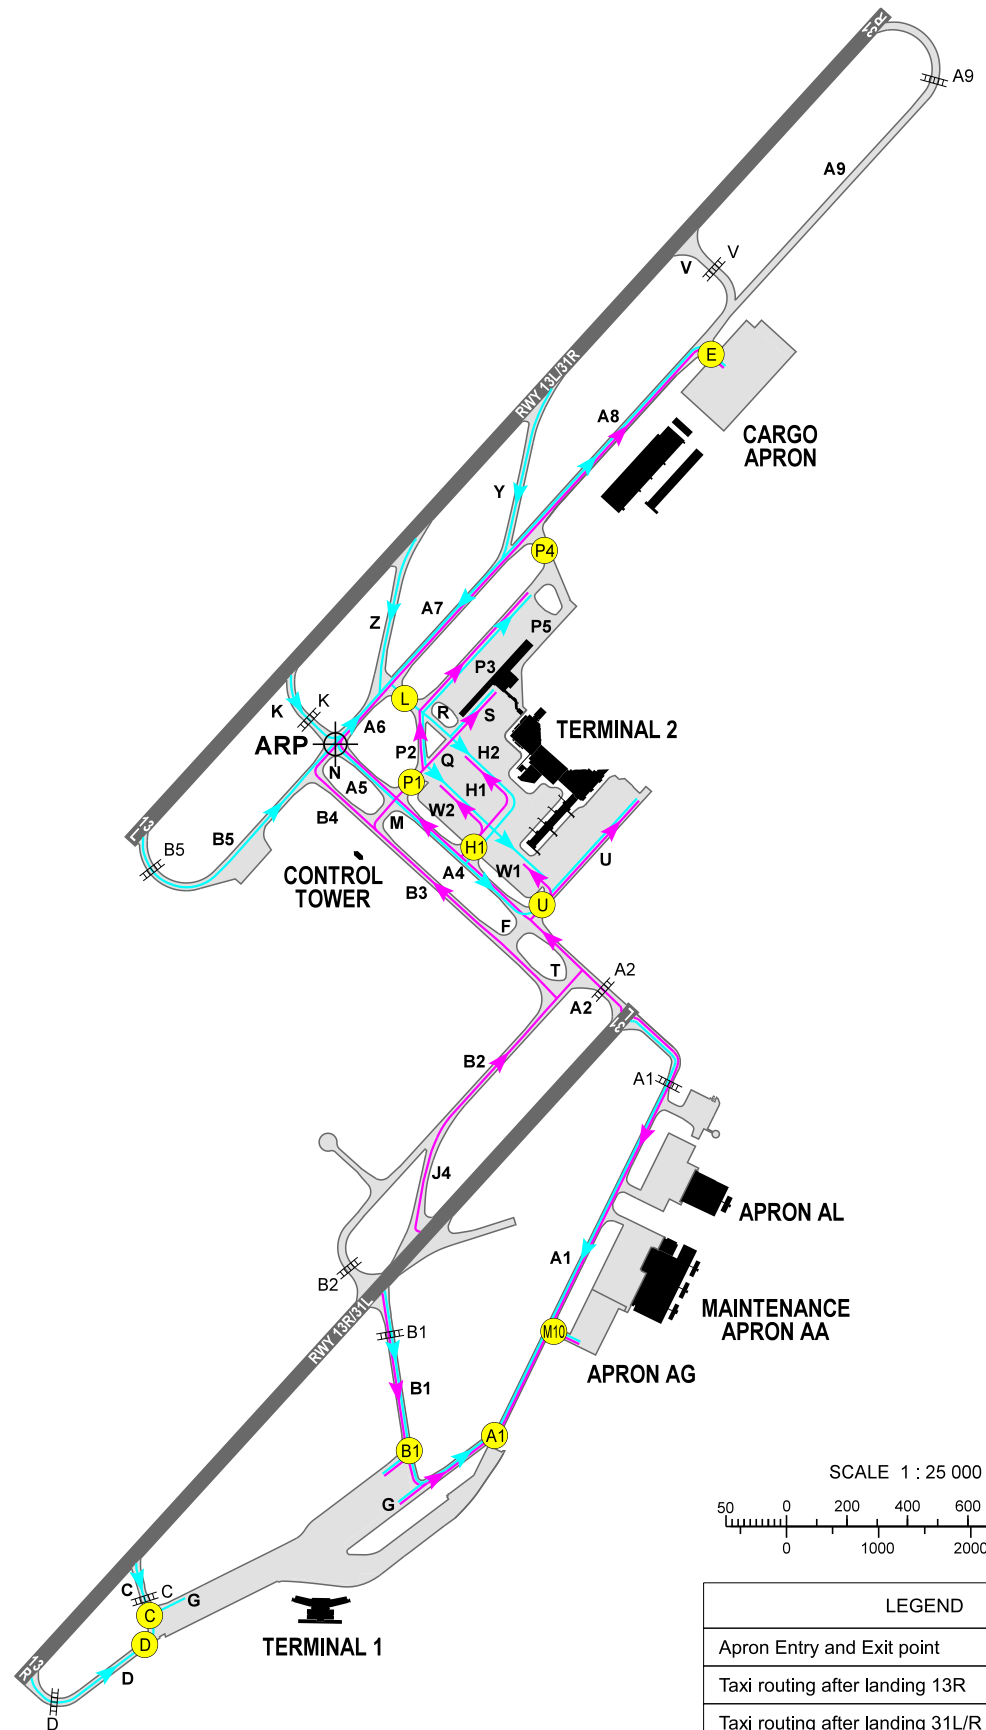 31R
A9
A9
V
V
E
RWY 13L/31R
A8
CARGO
APRON
Y
P4
A7
Z
P5
P3
L
K
K
R
S
A6
TERMINAL 2
ARP
P2
Q
H2
N
P1
A5
H1
W2
B4
M
13L
B5
B5
H1
U
CONTROL
TOWER
A4
W1
B3
U
F
T
A2
A2
31L
B2
A1
J4
APRON AL
A1
B2
MAINTENANCE
APRON AA
RWY 13R/31L
B1
M10
APRON AG
B1
A1
B1
SCALE 1 : 25 000
G
50 0 200 400 600
0 1000 2000
C
C
G
C
LEGEND
D
TERMINAL 1
Apron Entry and Exit point
13R
D
Taxi routing after landing 13R
D
Taxi routing after landing 31L/R